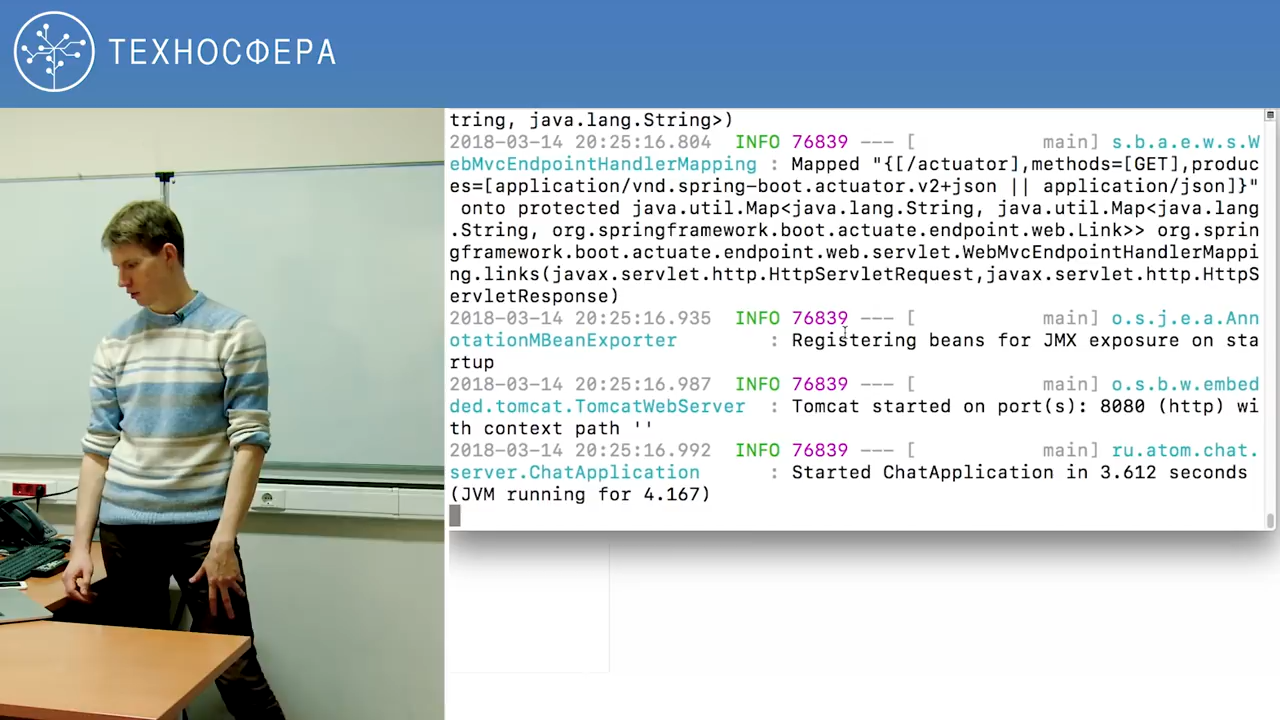 ТЕХНОСФЕРА
tring, java.lang.String>)
2018-03-14 20:25:16.804  INFO 76839 --- [           main] s.b.a.e.w.s.W
ebMvcEndpointHandlerMapping : Mapped "{[/actuator],methods=[GET],produc
es=[application/vnd.spring-boot.actuator.v2+json || application/json]}"
 onto protected java.util.Map<java.lang.String, java.util.Map<java.lang
.String, org.springframework.boot.actuate.endpoint.web.Link>> org.sprin
gframework.boot.actuate.endpoint.web.servlet.WebMvcEndpointHandlerMappi
ng.links(javax.servlet.http.HttpServletRequest,javax.servlet.http.HttpS
ervletResponse)
2018-03-14 20:25:16.935  INFO 76839 --- [           main] o.s.j.e.a.Ann
otationMBeanExporter        : Registering beans for JMX exposure on sta
rtup
2018-03-14 20:25:16.987  INFO 76839 --- [           main] o.s.b.w.embed
ded.tomcat.TomcatWebServer  : Tomcat started on port(s): 8080 (http) wi
th context path ''
2018-03-14 20:25:16.992  INFO 76839 --- [           main] ru.atom.chat.
server.ChatApplication      : Started ChatApplication in 3.612 seconds
(JVM running for 4.167)